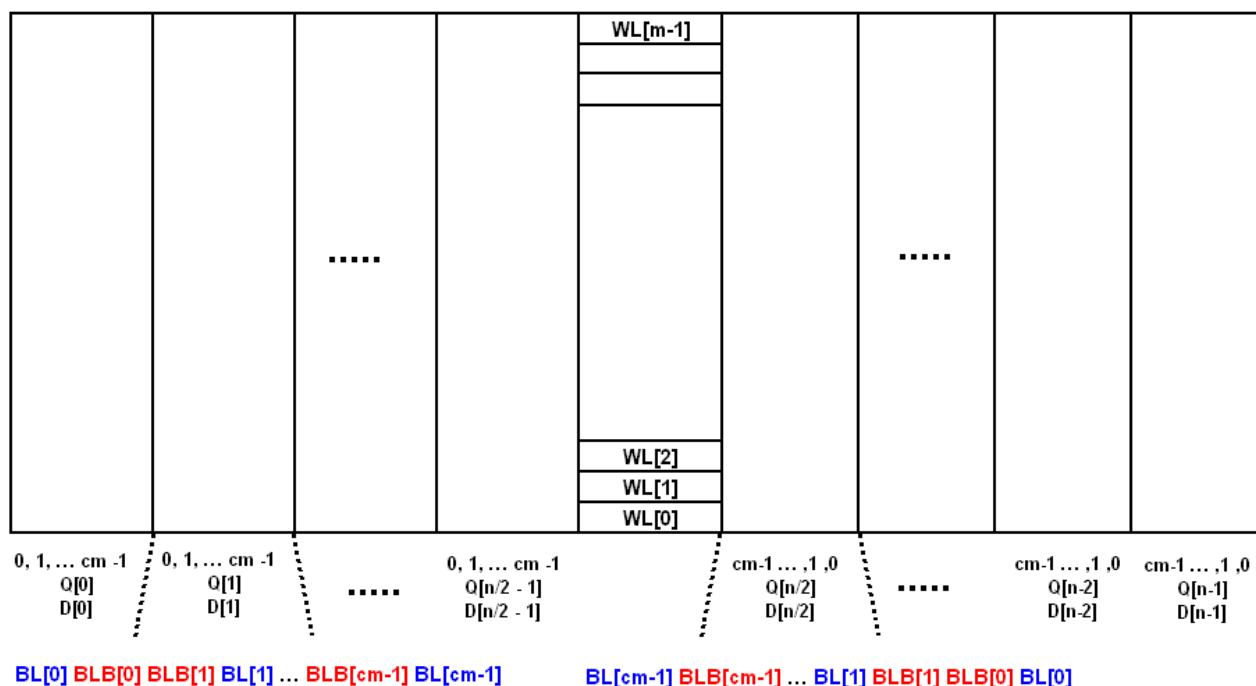 WL[m-1]
.....
.....
WL[2]
WL[1]
WL[0]
0, 1, ... cm -1
Q[0]
D[0]
0, 1, ... cm -1
Q[1]
D[1]
.....
0, 1, ... cm -1
Q[n/2 - 1]
D[n/2 - 1]
cm-1 ... ,1 ,0
Q[n/2]
D[n/2]
.....
cm-1 ... ,1 ,0
Q[n-2]
D[n-2]
cm-1 ... ,1 ,0
Q[n-1]
D[n-1]
BL[0] BLB[0] BLB[1] BL[1] ... BLB[cm-1] BL[cm-1]
BL[cm-1] BLB[cm-1] ... BL[1] BLB[1] BLB[0] BL[0]